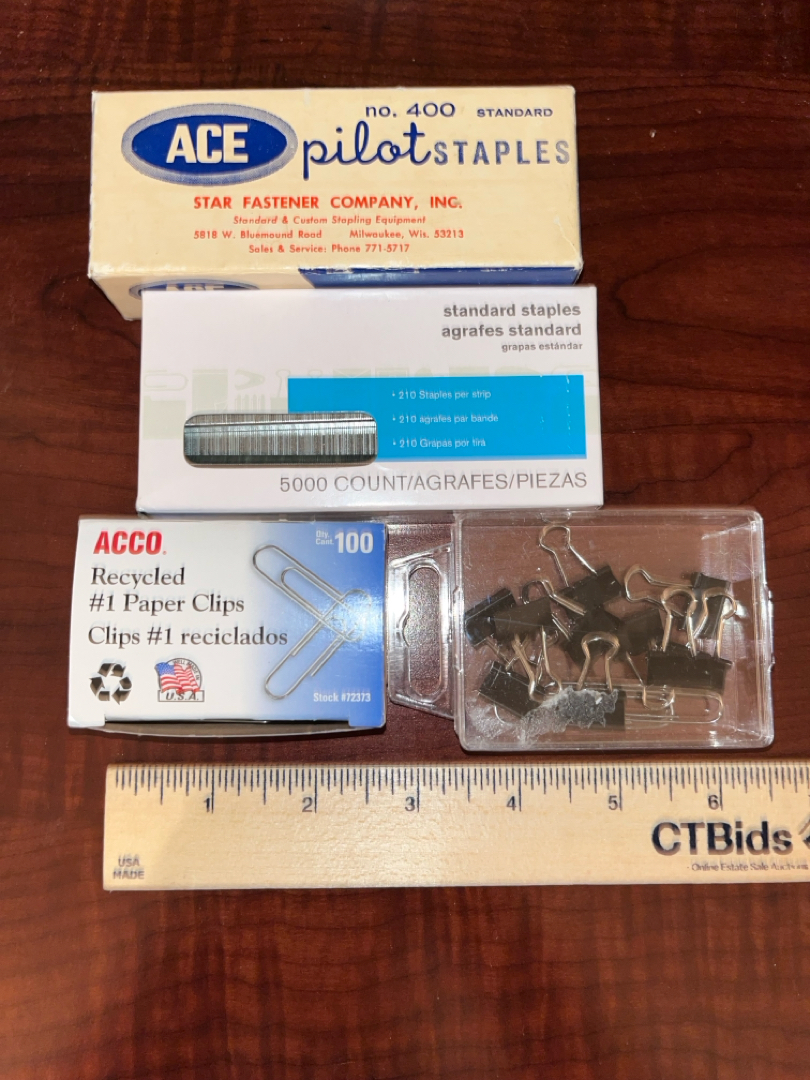 no. 400 STANDARD
ACE pilot STAPLES
STAR FASTENER COMPANY, INC.
Standard & Custom Stapling Equipment
5818 W. Bluemound Road Milwaukee, Wis. 53213
Sales & Service: Phone 771-5717
ACE
standard staples
agrafes standard
grapas estándar
• 210 Staples per strip
• 210 agrafes par bande
• 210 Grapas por tira
5000 COUNT/AGRAFES/PIEZAS
ACCO®
Qty.
Cont. 100
Recycled
#1 Paper Clips
Clips #1 reciclados
U.S.A.
Stock #72373
1 2 3 4 5 6
CTBids
Online Estate Sale Auctions
USA
MADE